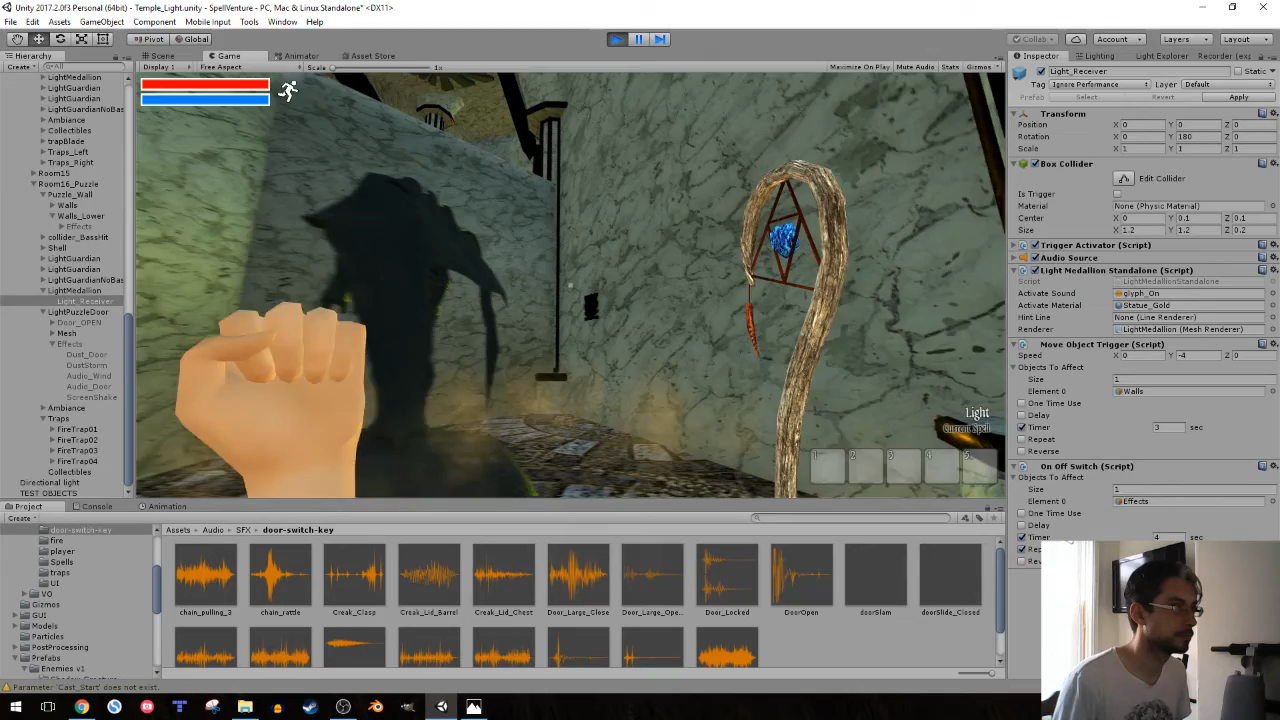 Unity 2017.2.0f3 Personal (64bit) - Temple_Light.unity - SpellVenture - PC, Mac & Linux Standalone* <DX11>
File Edit Assets GameObject Component Mobile Input Tools Window Help
Pivot Global Collab Account Layers Layout
Hierarchy Scene Game Animator Asset Store Inspector Lighting Light Explorer Recorder (exp
Create All Display 1 Free Aspect Scale 1x Maximize On Play Mute Audio Stats Gizmos
LightMedallion
LightGuardian
LightGuardian
LightGuardianNoBas
Ambiance
Collectibles
trapBlade
Traps_Left
Traps_Right
Room15
Room16_Puzzle
Puzzle_Wall
Walls
Walls_Lower
Effects
collider_BassHit
Shell
LightGuardian
LightGuardian
LightGuardianNoBas
LightMedallion
Light_Receiver
LightPuzzleDoor
Door_OPEN
Mesh
Effects
Dust_Door
DustStorm
Audio_Wind
Audio_Door
ScreenShake
Ambiance
Traps
FireTrap01
FireTrap02
FireTrap03
FireTrap04
Collectibles
Directional light
TEST OBJECTS
Light
Current Spell
1 2 3 4 5
Light_Receiver Static
Tag Ignore Performance Layer Default
Prefab Select Revert Apply
Transform
Position X 0 Y 0 Z 0
Rotation X 0 Y 180 Z 0
Scale X 1 Y 1 Z 1
Box Collider
Edit Collider
Is Trigger
Material None (Physic Material)
Center X 0 Y 0.1 Z 0.1
Size X 1.2 Y 1.2 Z 0.2
Trigger Activator (Script)
Audio Source
Light Medallion Standalone (Script)
Script LightMedallionStandalone
Activate Sound glyph_On
Activate Material Statue_Gold
Hint Line None (Line Renderer)
Renderer LightMedallion (Mesh Renderer)
Move Object Trigger (Script)
Speed X 0 Y -4 Z 0
Objects To Affect
Size 1
Element 0 Walls
One Time Use
Delay
Timer 3 sec
Repeat
Reverse
On Off Switch (Script)
Objects To Affect
Size 1
Element 0 Effects
One Time Use
Delay
Timer 4 sec
Project Console Animation
Create
door-switch-key
fire
player
Spells
traps
UI
VO
Gizmos
GUI
Models
Particles
PostProcessing
Prefabs
Enemies v1
Assets Audio SFX door-switch-key
chain_pulling_3 chain_rattle Creak_Clasp Creak_Lid_Barrel Creak_Lid_Chest Door_Large_Close Door_Large_Ope... Door_Locked DoorOpen doorSlam doorSlide_Closed
Parameter 'Cast_Start' does not exist.